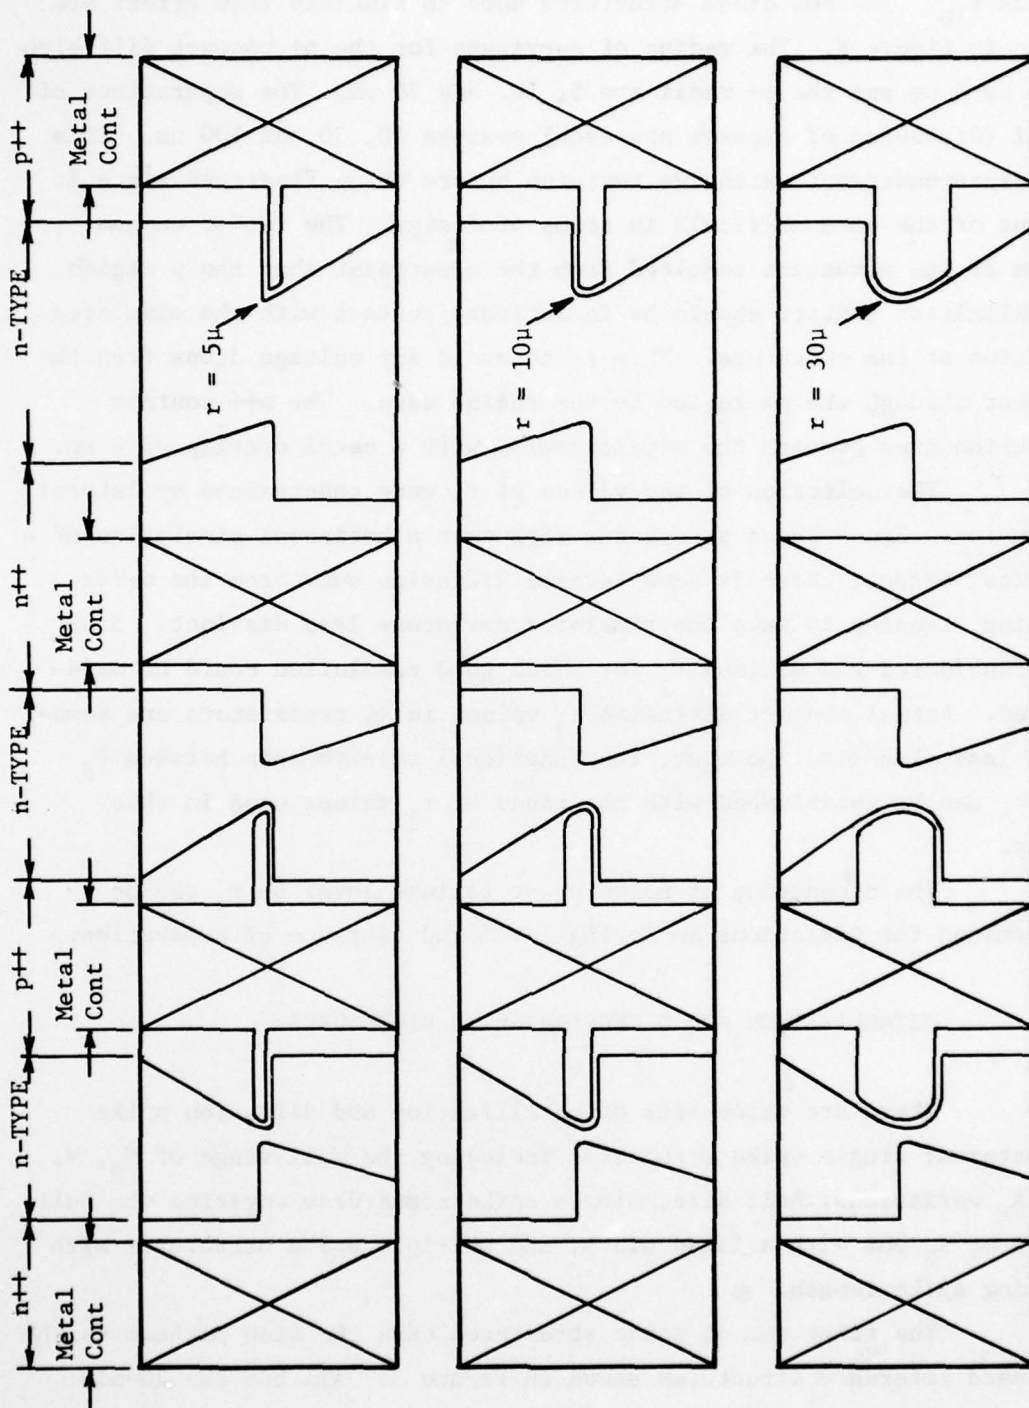 n++
n-TYPE
p++
n-TYPE
n++
n-TYPE
p++
Metal
Cont
Metal
Cont
Metal
Cont
Metal
Cont
r = 5µ
r = 10µ
r = 30µ